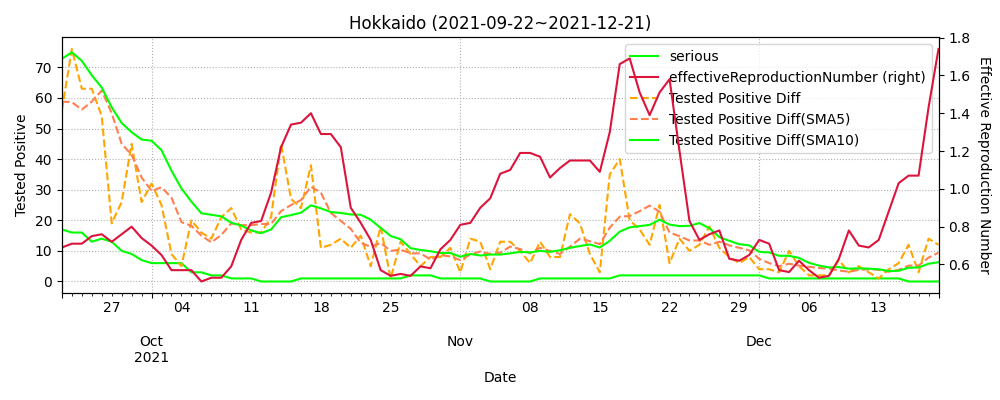 Hokkaido (2021-09-22~2021-12-21)
serious
effectiveReproductionNumber (right)
Tested Positive Diff
Tested Positive Diff(SMA5)
Tested Positive Diff(SMA10)
Tested Positive
70
60
50
40
30
20
10
0
1.8
1.6
1.4
1.2
1.0
0.8
0.6
Effective Reproduction Number
27 04 11 18 25 08 15 22 29 06 13
Oct Nov Dec
2021
Date